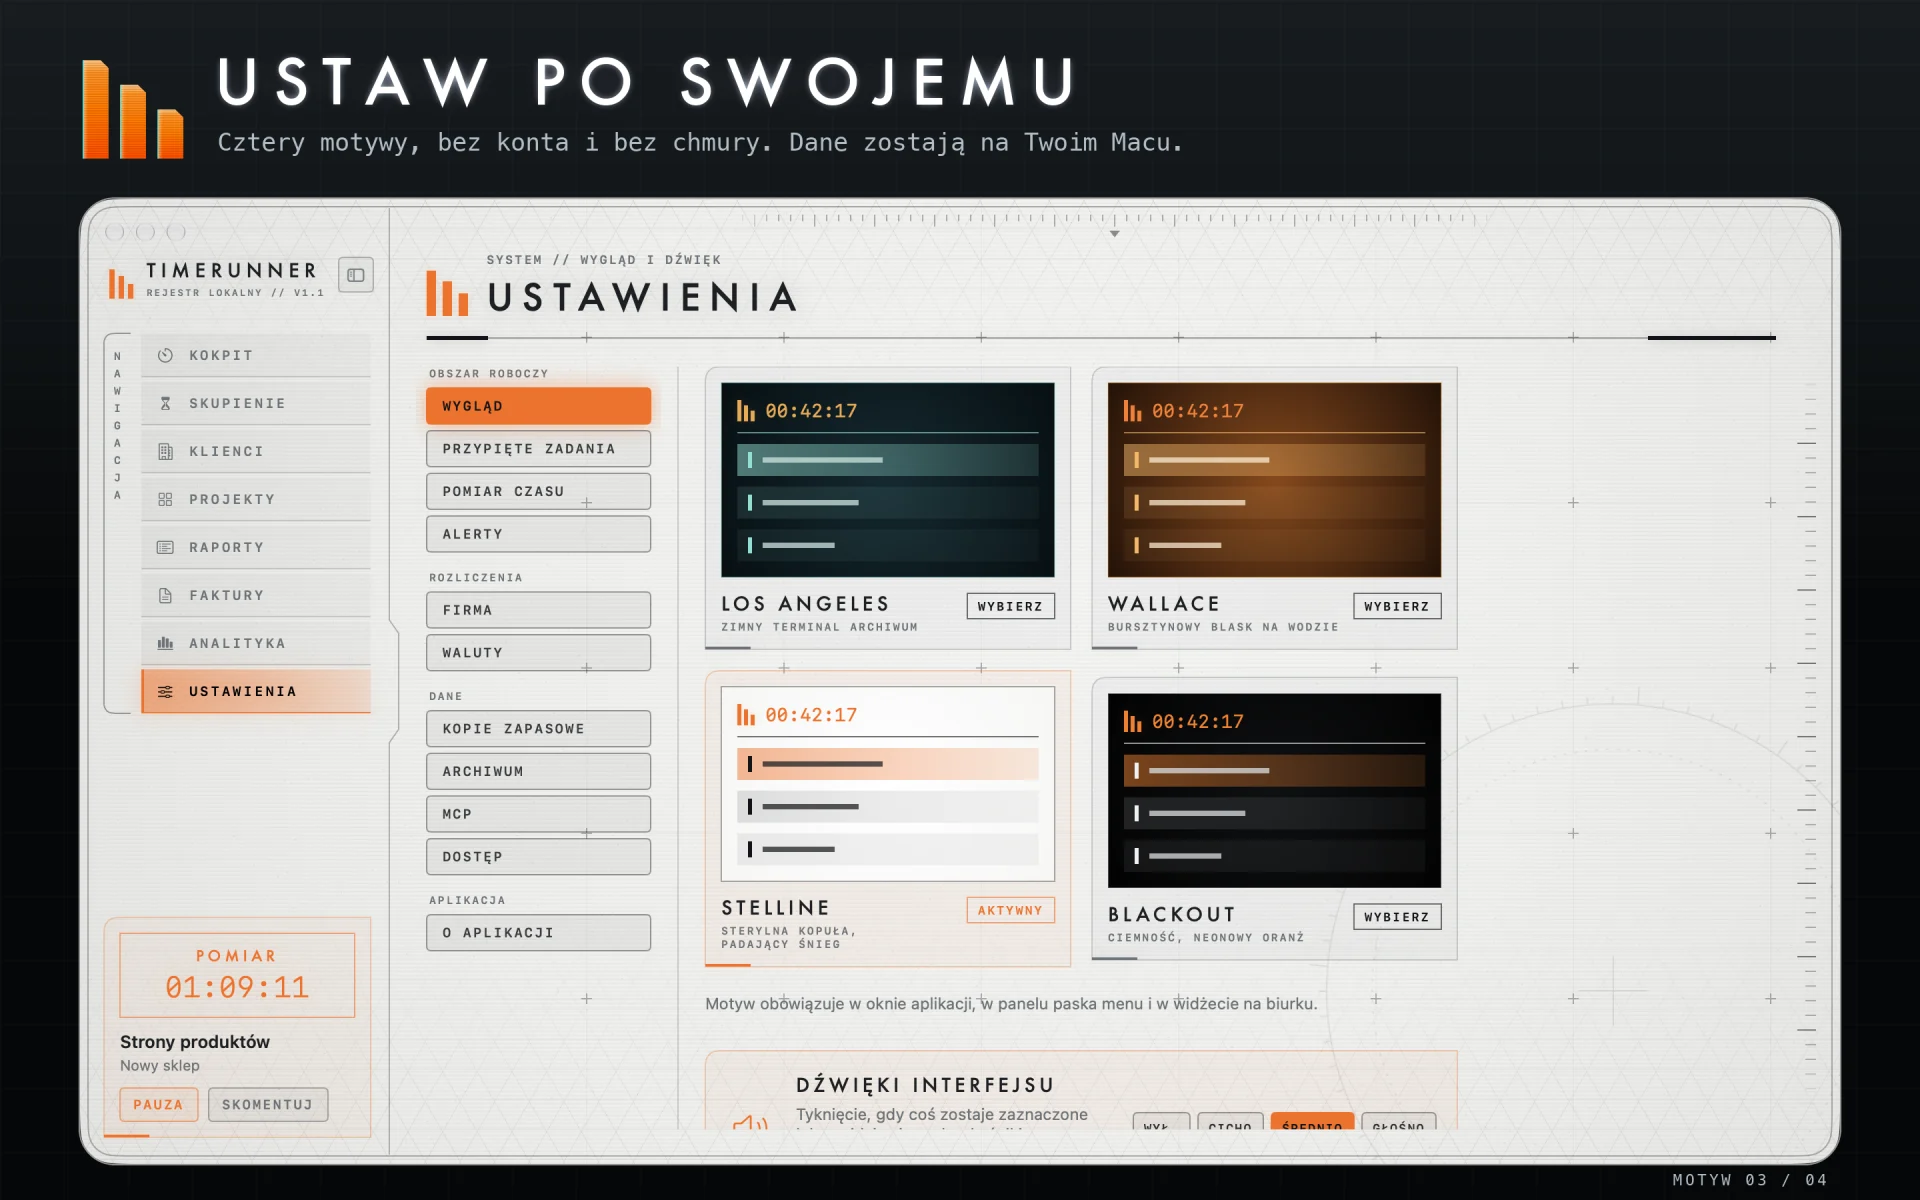 USTAW PO SWOJEMU
Cztery motywy, bez konta i bez chmury. Dane zostają na Twoim Macu.
TIMERUNNER
REJESTR LOKALNY // V1.1
NAWIGACJA
KOKPIT
SKUPIENIE
KLIENCI
PROJEKTY
RAPORTY
FAKTURY
ANALITYKA
USTAWIENIA
POMIAR
01:09:11
Strony produktów
Nowy sklep
PAUZA
SKOMENTUJ
SYSTEM // WYGLĄD I DŹWIĘK
USTAWIENIA
OBSZAR ROBOCZY
WYGLĄD
PRZYPIĘTE ZADANIA
POMIAR CZASU
ALERTY
ROZLICZENIA
FIRMA
WALUTY
DANE
KOPIE ZAPASOWE
ARCHIWUM
MCP
DOSTĘP
APLIKACJA
O APLIKACJI
00:42:17
LOS ANGELES
WYBIERZ
ZIMNY TERMINAL ARCHIWUM
00:42:17
WALLACE
WYBIERZ
BURSZTYNOWY BLASK NA WODZIE
00:42:17
STELLINE
AKTYWNY
STERYLNA KOPUŁA,
PADAJĄCY ŚNIEG
00:42:17
BLACKOUT
WYBIERZ
CIEMNOŚĆ, NEONOWY ORANŻ
Motyw obowiązuje w oknie aplikacji, w panelu paska menu i w widżecie na biurku.
DŹWIĘKI INTERFEJSU
Tyknięcie, gdy coś zostaje zaznaczone
WYŁ.
CICHO
ŚREDNIO
GŁOŚNO
MOTYW 03 / 04